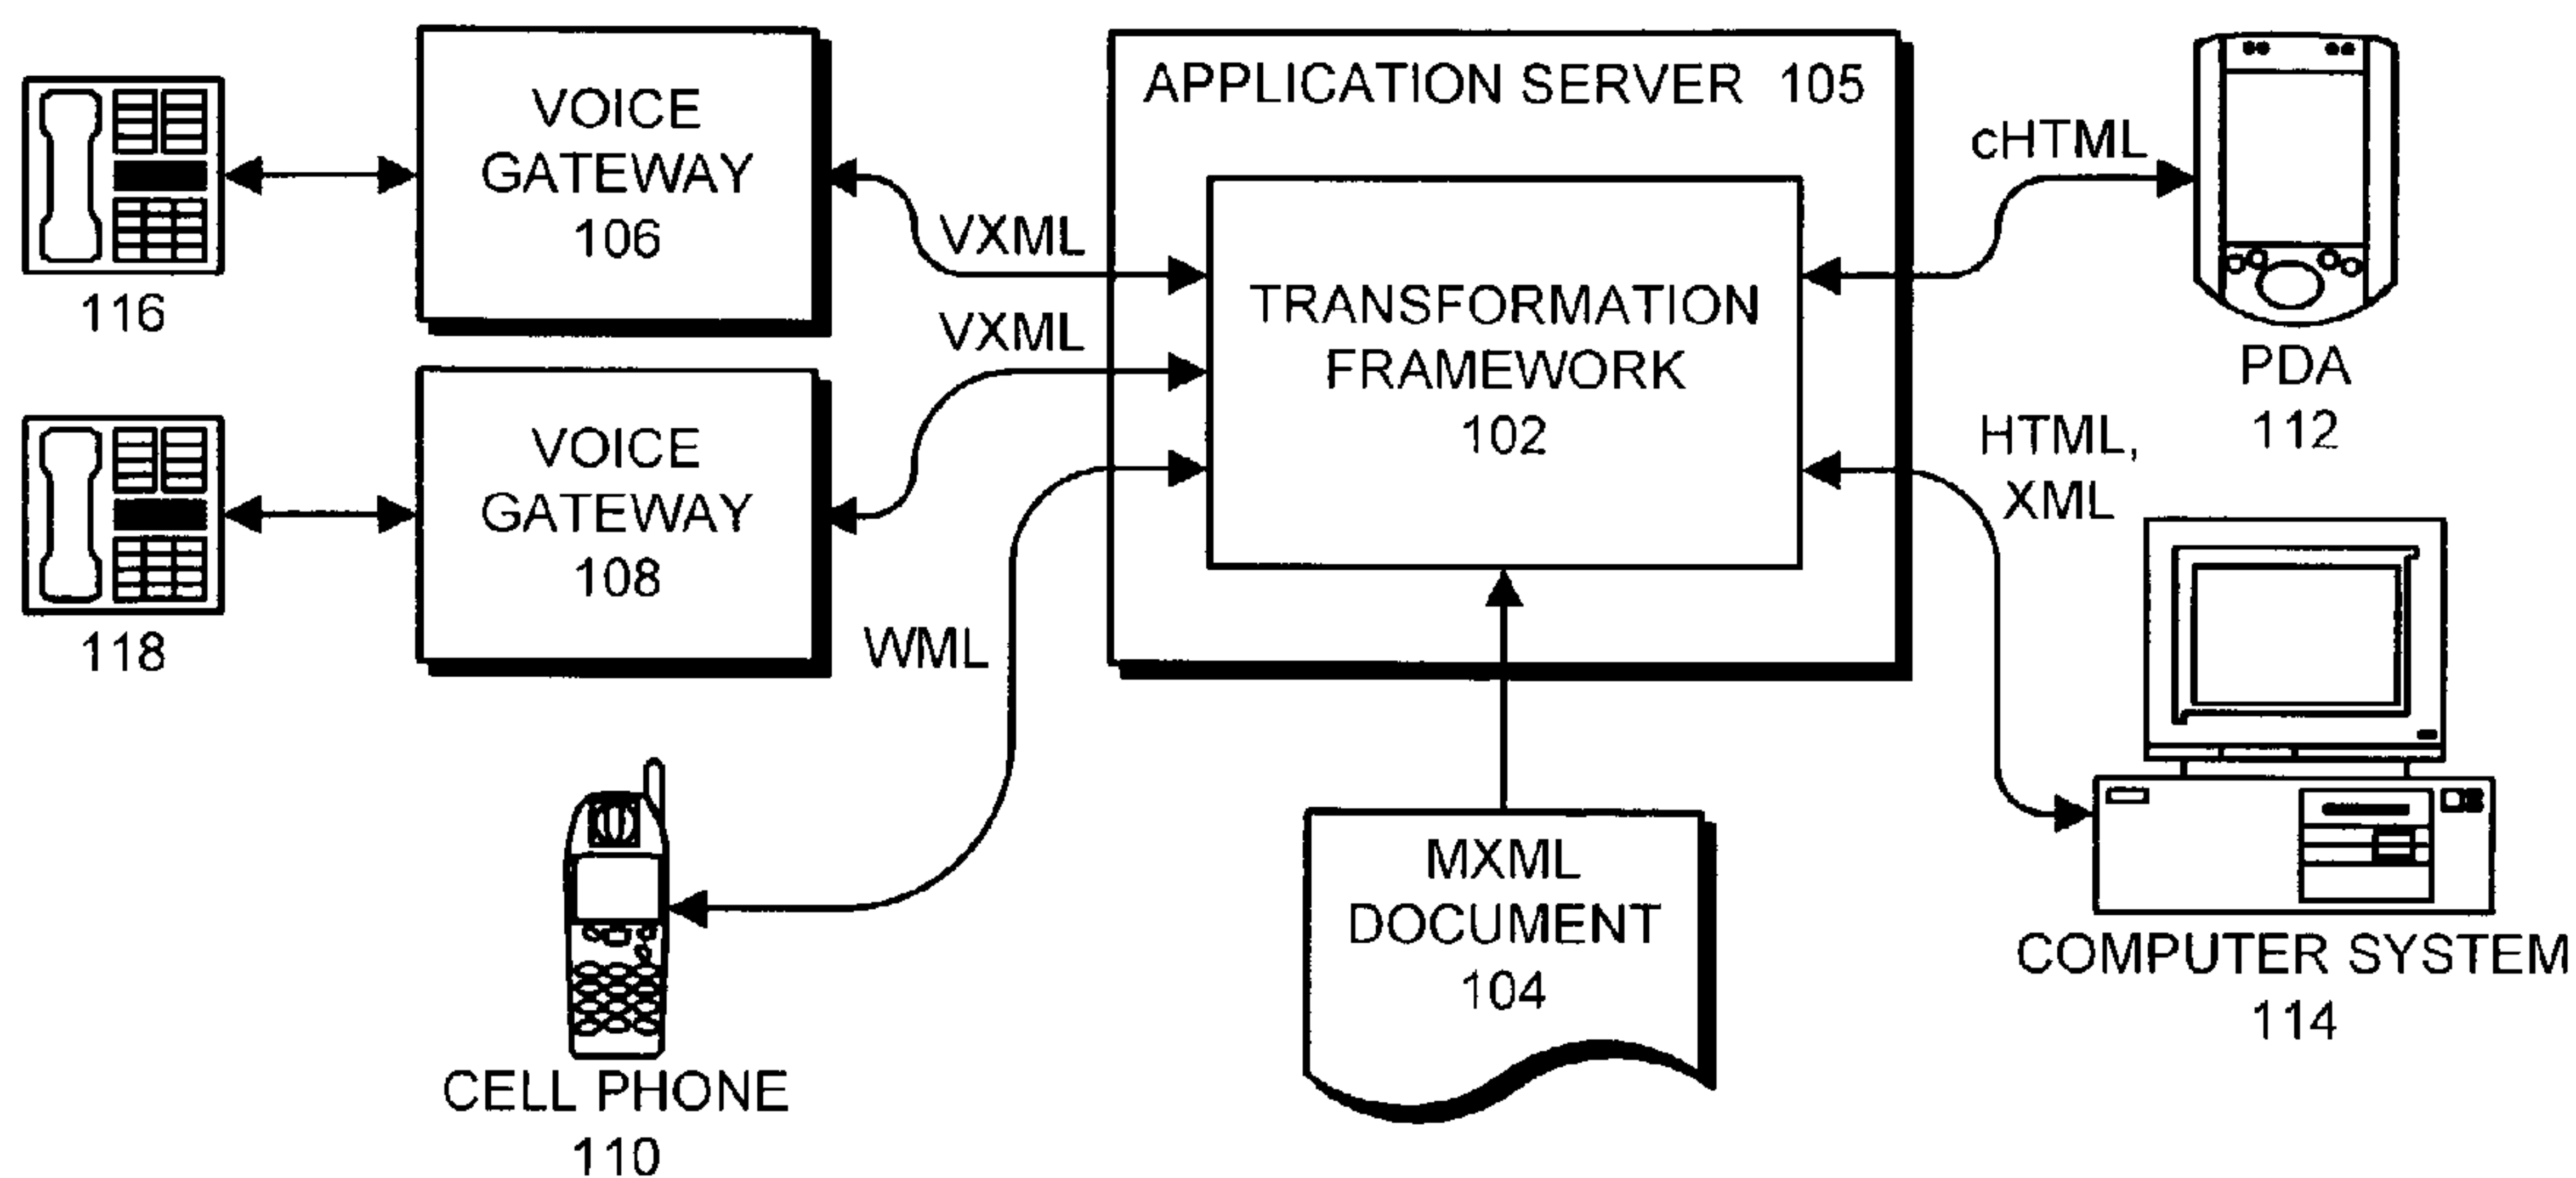 VOICE
GATEWAY
106
116
VOICE
GATEWAY
108
118
VXML
VXML
WML
CELL PHONE
110
APPLICATION SERVER 105
TRANSFORMATION
FRAMEWORK
102
MXML
DOCUMENT
104
cHTML
PDA
112
HTML,
XML
COMPUTER SYSTEM
114